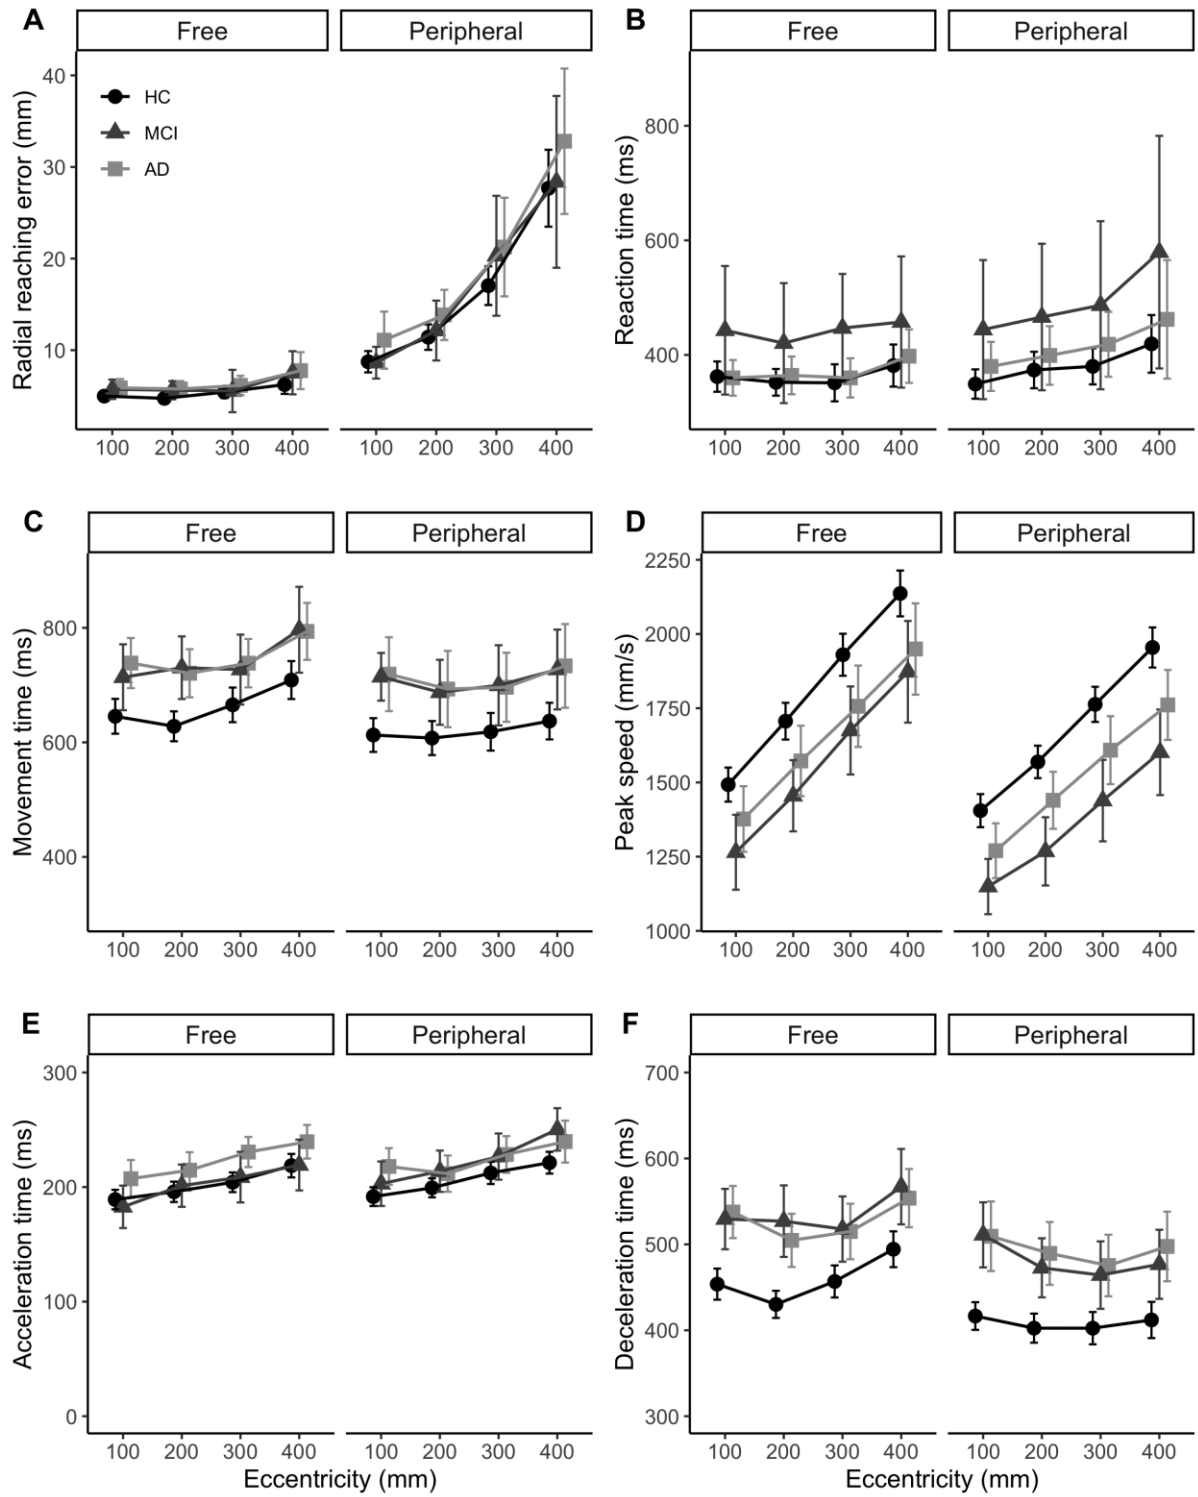 A
Free
Peripheral
Radial reaching error (mm)
40
30
20
10
HC
MCI
AD
100 200 300 400
100 200 300 400
B
Free
Peripheral
Reaction time (ms)
800
600
400
100 200 300 400
100 200 300 400
C
Free
Peripheral
Movement time (ms)
800
600
400
100 200 300 400
100 200 300 400
D
Free
Peripheral
Peak speed (mm/s)
2250
2000
1750
1500
1250
1000
100 200 300 400
100 200 300 400
E
Free
Peripheral
Acceleration time (ms)
300
200
100
0
100 200 300 400
100 200 300 400
Eccentricity (mm)
F
Free
Peripheral
Deceleration time (ms)
700
600
500
400
300
100 200 300 400
100 200 300 400
Eccentricity (mm)